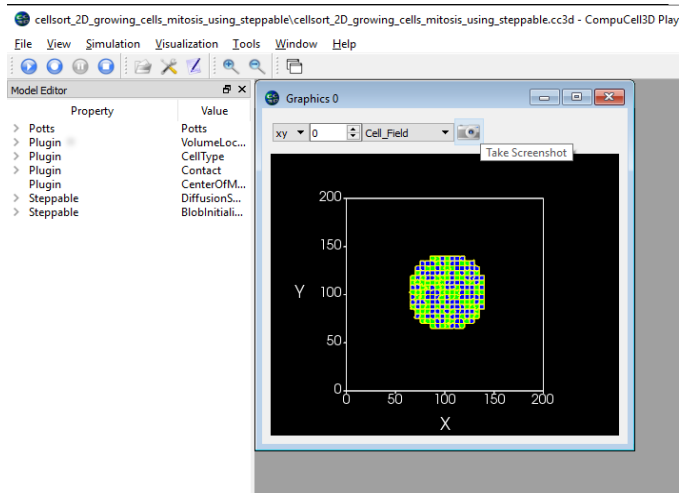 cellsort_2D_growing_cells_mitosis_using_steppable\cellsort_2D_growing_cells_mitosis_using_steppable.cc3d - CompuCell3D Play
File View Simulation Visualization Tools Window Help
Model Editor
Property Value
Potts Potts
Plugin VolumeLoc...
Plugin CellType
Plugin Contact
Plugin CenterOfM...
Steppable DiffusionS...
Steppable BlobInitiali...
Graphics 0
xy 0 Cell_Field
Take Screenshot
200
150
Y 100
50
0
0 50 100 150 200
X